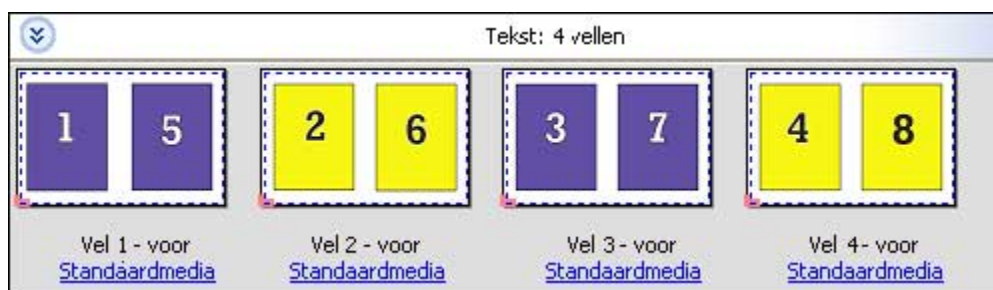 Tekst: 4 vellen
1 5 2 6 3 7 4 8
Vel 1 - voor Vel 2 - voor Vel 3 - voor Vel 4- voor
Standaardmedia Standaardmedia Standaardmedia Standaardmedia